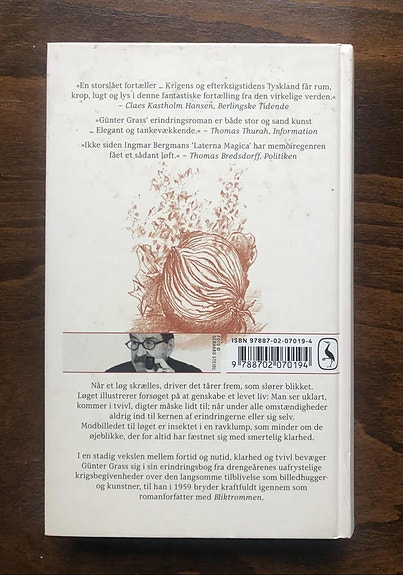 »En storslået fortæller … Krigens og efterkrigstidens Tyskland får rum,
krop, lugt og lys i denne fantastiske fortælling fra den virkelige verden.«
– Claes Kastholm Hansen, Berlingske Tidende
»Günter Grass' erindringsroman er både stor og sand kunst
… Elegant og tankevækkende.« – Thomas Thurah, Information
»Ikke siden Ingmar Bergmans 'Laterna Magica' har memoiregenren
fået et sådant løft.« – Thomas Bredsdorff, Politiken
FOTO ©
GERHARD STEIDL
ISBN 97887-02-07019-4
9 788702 070194
Når et løg skrælles, driver det tårer frem, som slører blikket.
Løget illustrerer forsøget på at genskabe et levet liv: Man ser uklart,
kommer i tvivl, digter måske lidt til; når under alle omstændigheder
aldrig ind til kernen af erindringerne eller sig selv.
Modbilledet til løget er insektet i en ravklump, som minder om de
øjeblikke, der for altid har fæstnet sig med smertelig klarhed.
I en stadig vekslen mellem fortid og nutid, klarhed og tvivl bevæger
Günter Grass sig i sin erindringsbog fra drengeårenes uafrystelige
krigsbegivenheder over den langsomme tilblivelse som billedhugger
og kunstner, til han i 1959 bryder kraftfuldt igennem som
romanforfatter med Bliktrommen.